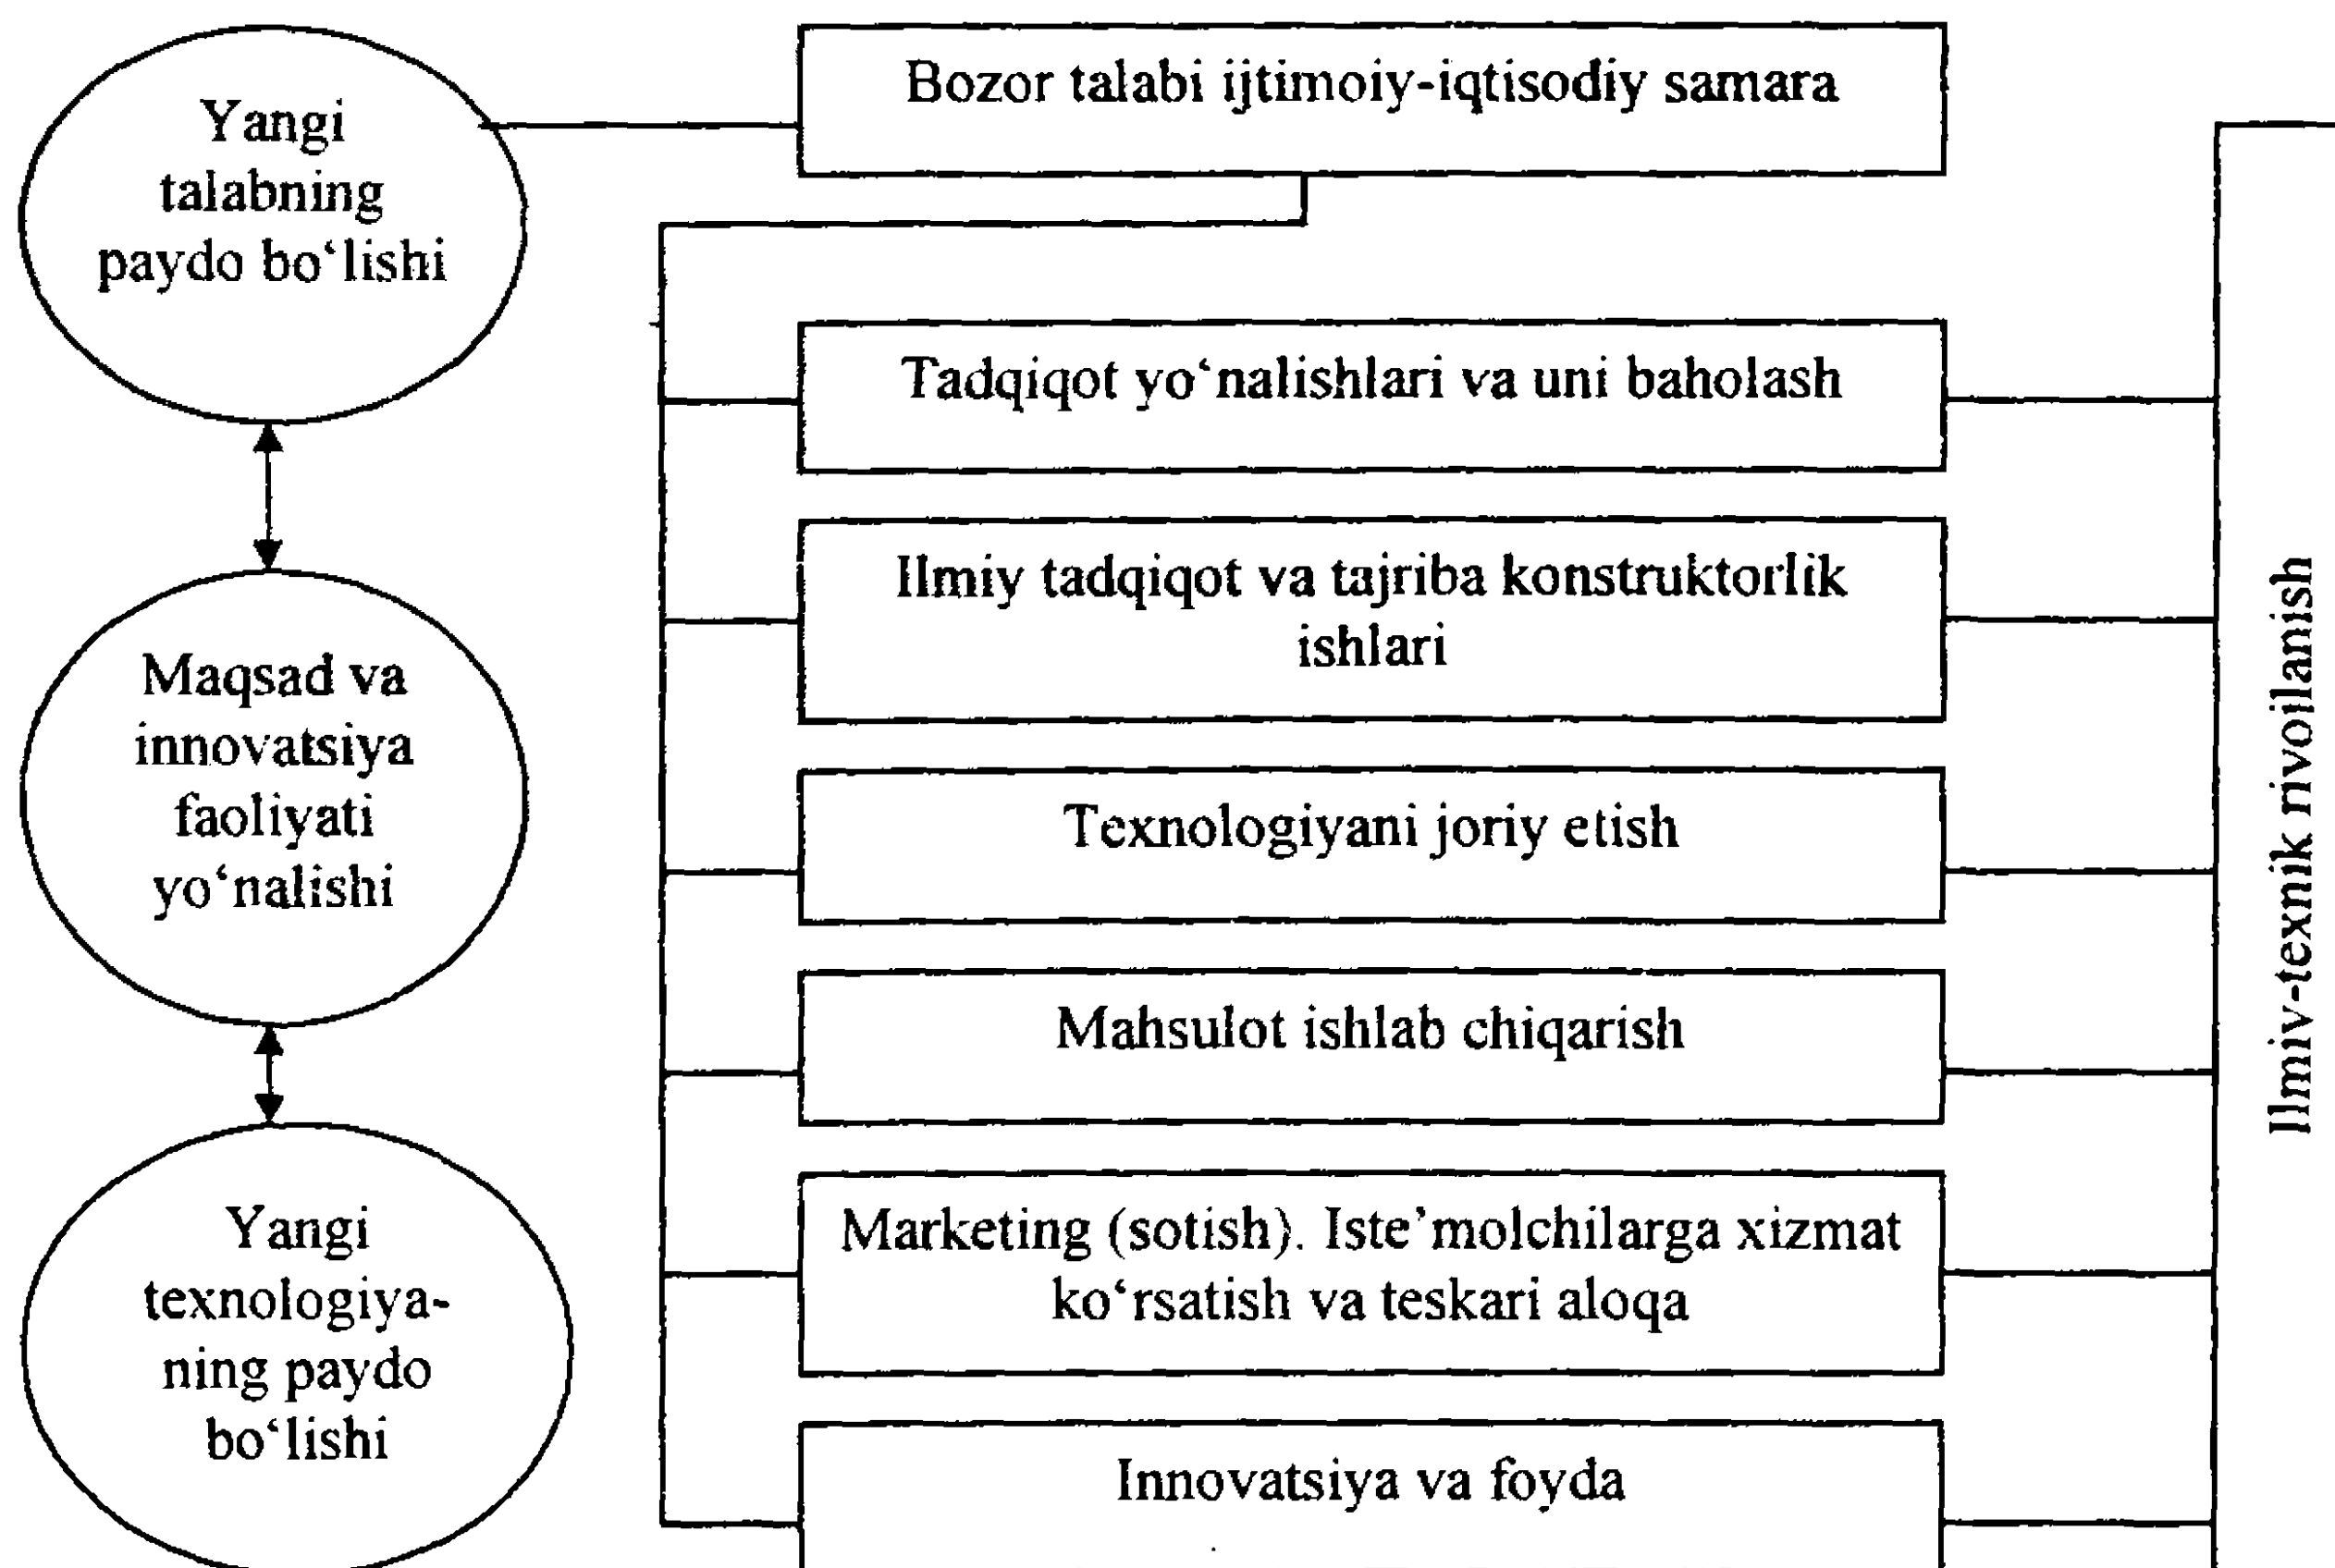 Yangi
talabning
paydo bo‘lishi
Maqsad va
innovatsiya
faoliyati
yo‘nalishi
Yangi
texnologiya-
ning paydo
bo‘lishi
Bozor talabi ijtimoiy-iqtisodiy samara
Tadqiqot yo‘nalishlari va uni baholash
Ilmiy tadqiqot va tajriba konstruktorlik
ishlari
Texnologiyani joriy etish
Mahsulot ishlab chiqarish
Marketing (sotish). Iste’molchilarga xizmat
ko‘rsatish va teskari aloqa
Innovatsiya va foyda
Ilmiy-texnik rivojlanish